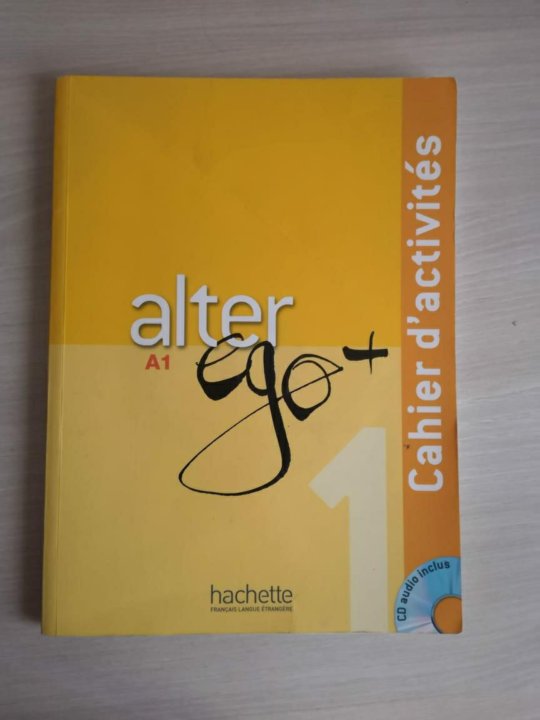 alter
A1
ego+
1
Cahier d'activités
hachette
FRANÇAIS LANGUE ÉTRANGÈRE
CD audio inclus